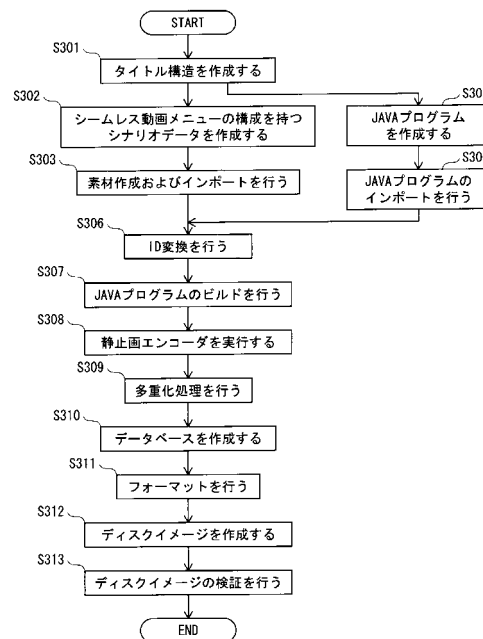 START
S301
タイトル構造を作成する
S302
シームレス動画メニューの構成を持つ
シナリオデータを作成する
S303
素材作成およびインポートを行う
JAVAプログラム
を作成する
JAVAプログラムの
インポートを行う
S306
ID変換を行う
S307
JAVAプログラムのビルドを行う
S308
静止画エンコーダを実行する
S309
多重化処理を行う
S310
データベースを作成する
S311
フォーマットを行う
S312
ディスクイメージを作成する
S313
ディスクイメージの検証を行う
END